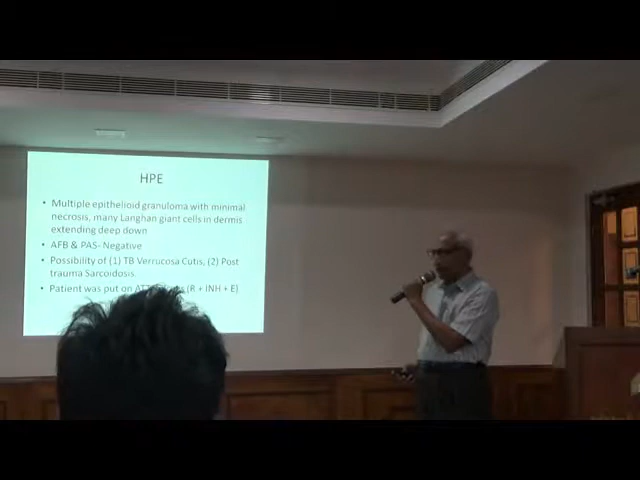 HPE
• Multiple epithelioid granuloma with minimal
necrosis, many Langhan giant cells in dermis
extending deep down
• AFB & PAS- Negative
• Possibility of (1) TB Verrucosa Cutis, (2) Post
trauma Sarcoidosis.
• Patient was put on (R + INH + E)